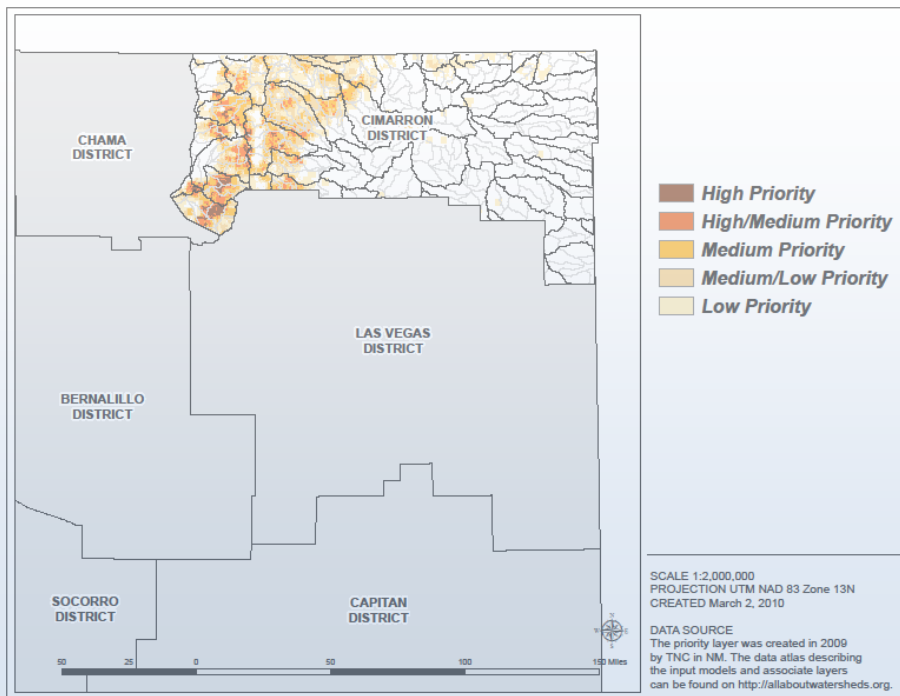 CHAMA
DISTRICT
CIMARRON
DISTRICT
High Priority
High/Medium Priority
Medium Priority
Medium/Low Priority
Low Priority
LAS VEGAS
DISTRICT
BERNALILLO
DISTRICT
SOCORRO
DISTRICT
CAPITAN
DISTRICT
N
W E
S
50 25 0 50 100 150 Miles
SCALE 1:2,000,000
PROJECTION UTM NAD 83 Zone 13N
CREATED March 2, 2010
DATA SOURCE
The priority layer was created in 2009
by TNC in NM. The data atlas describing
the input models and associate layers
can be found on http://allaboutwatersheds.org.